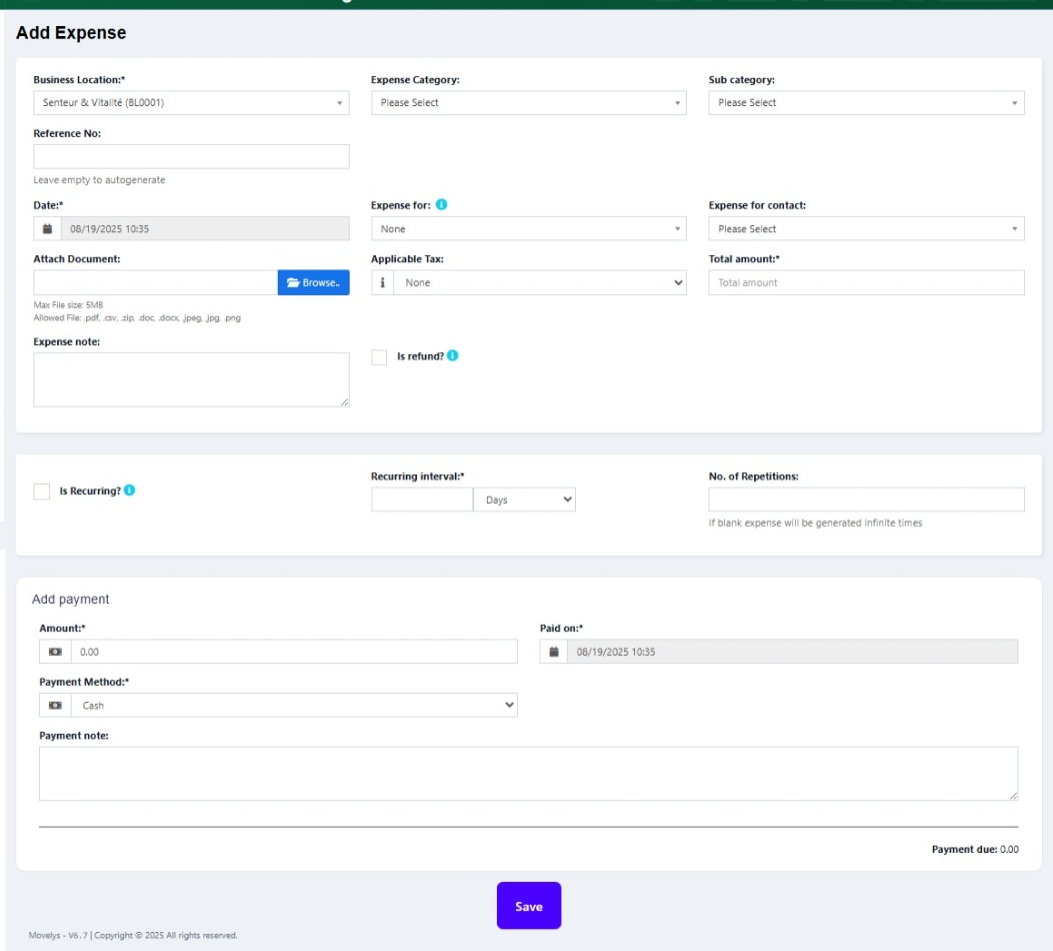 Add Expense
Business Location:* Expense Category: Sub category:
Senteur & Vitalité (BL0001) Please Select Please Select
Reference No:
Leave empty to autogenerate
Date:* Expense for: Expense for contact:
08/19/2025 10:35 None Please Select
Attach Document: Applicable Tax: Total amount:*
Browse.. None Total amount
Max File size: 5MB
Allowed File: .pdf, .csv, .zip, .doc, .docx, .jpeg, .jpg, .png
Expense note:
Is refund?
Is Recurring? Recurring interval:* No. of Repetitions:
Days
If blank expense will be generated infinite times
Add payment
Amount:* Paid on:*
0.00 08/19/2025 10:35
Payment Method:*
Cash
Payment note:
Payment due: 0.00
Save
Movelys - V6.7 | Copyright © 2025 All rights reserved.